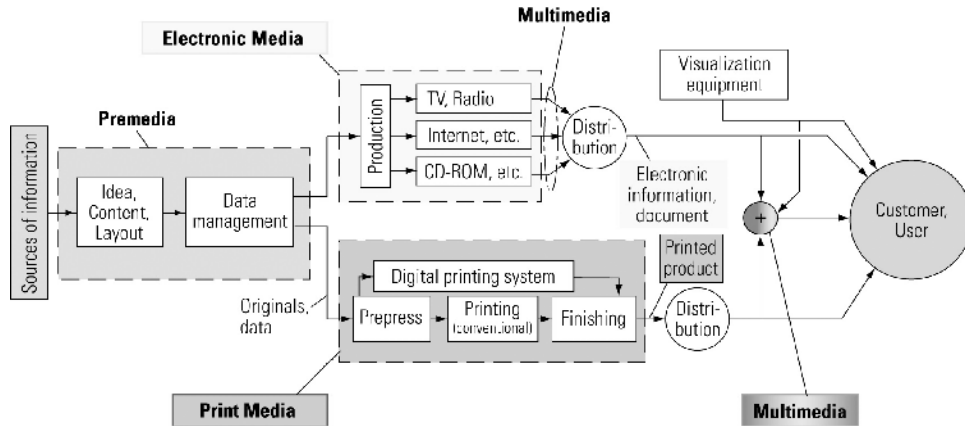 Multimedia
Electronic Media
Visualization
equipment
Production
TV, Radio
Internet, etc.
CD-ROM, etc.
Distri-
bution
Premedia
Sources of information
Idea,
Content,
Layout
Data
management
Electronic
information,
document
+
Customer,
User
Originals,
data
Digital printing system
Prepress
Printing
(conventional)
Finishing
Printed
product
Distri-
bution
Print Media
Multimedia